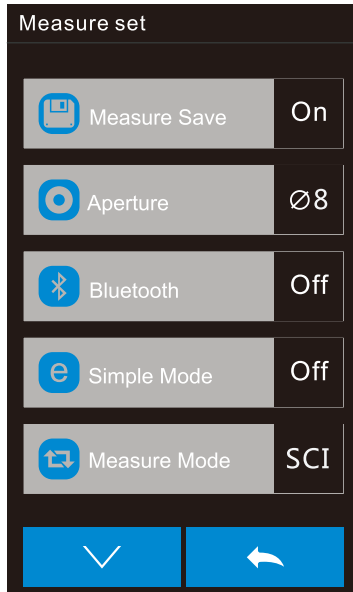 Measure set
Measure Save On
Aperture ∅8
Bluetooth Off
e Simple Mode Off
Measure Mode SCI